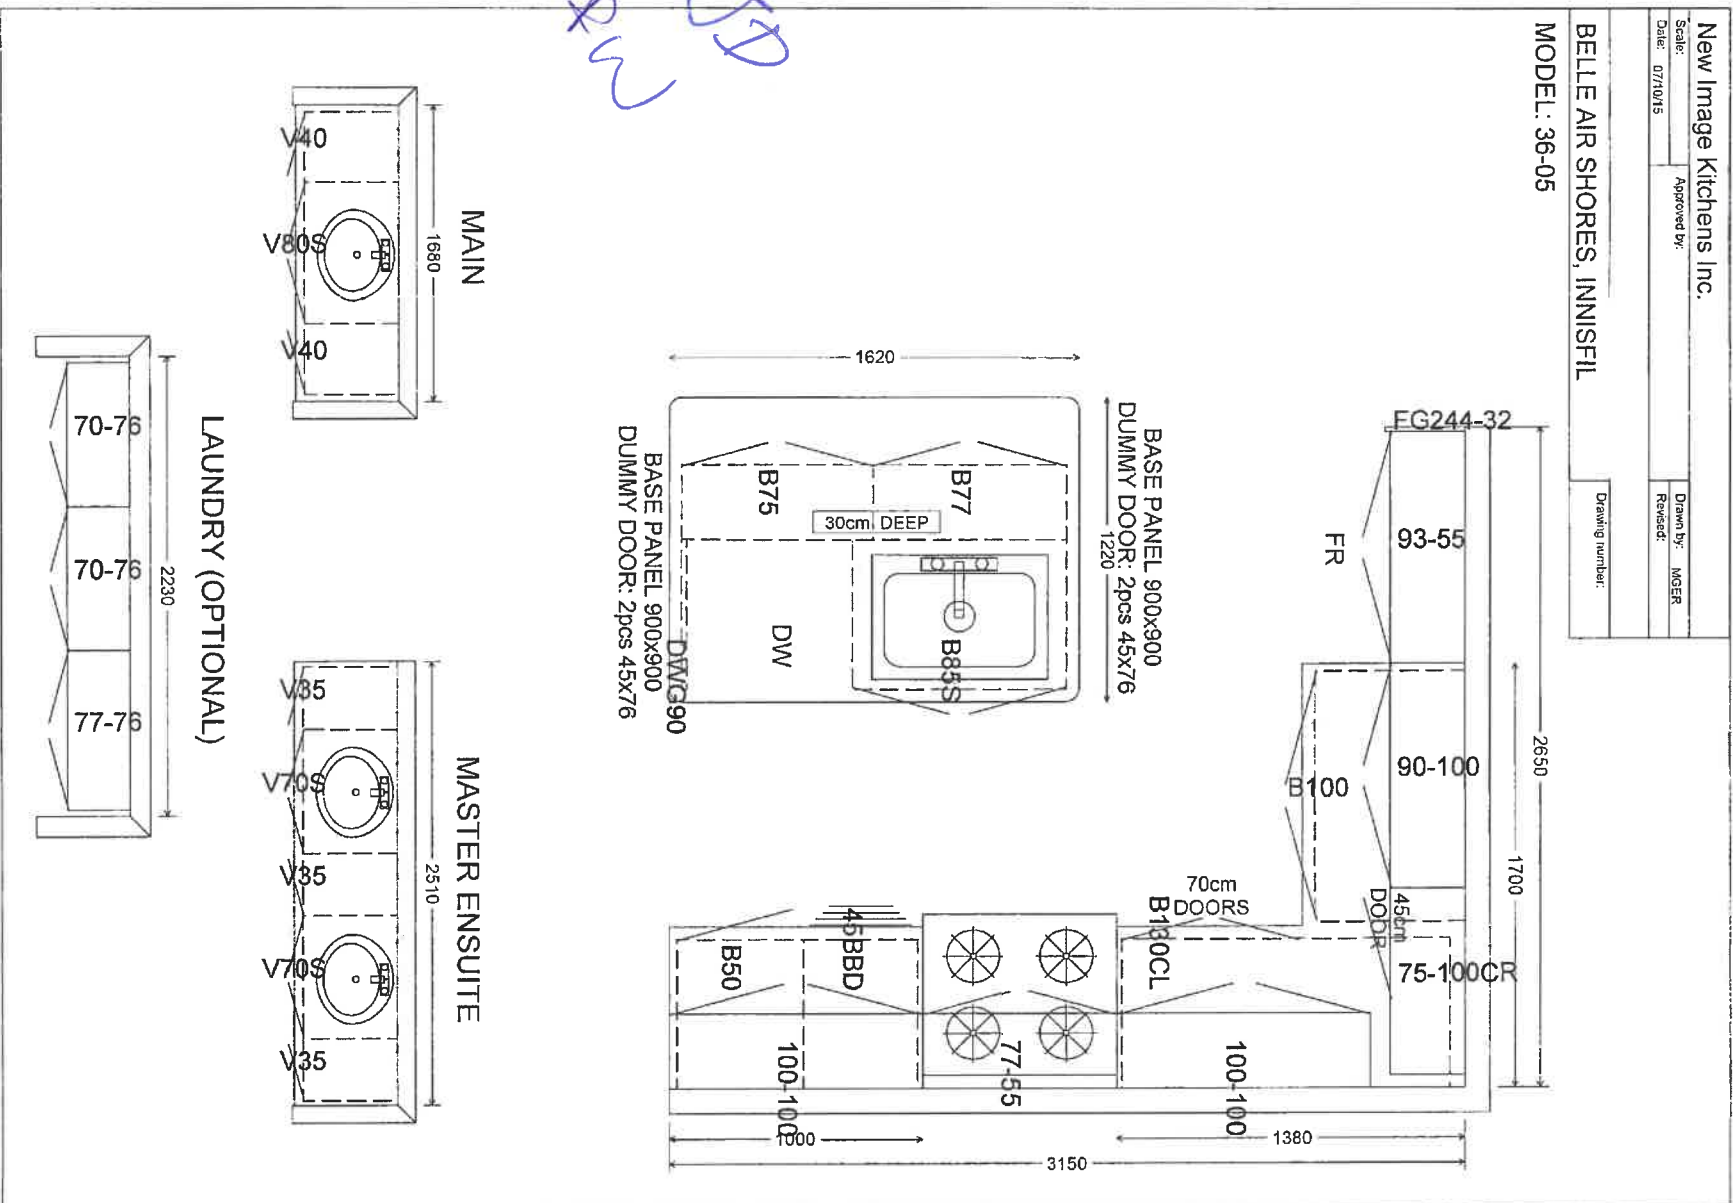 New Image Kitchens Inc.
Scale:
Approved by:
Drawn by: MGER
Date: 07/10/15
Revised:
BELLE AIR SHORES, INNISFIL
Drawing number:
MODEL: 36-05
FG244-32
93-55
FR
90-100
B100
45cm
DOOR
75-100CR
2650
1700
70cm
DOORS
B130CL
100-100
77-55
45BBD
B50
100-100
1000
1380
3150
1620
1220
BASE PANEL 900x900
DUMMY DOOR: 2pcs 45x76
B77
B75
30cm DEEP
B85S
DW
DWG90
BASE PANEL 900x900
DUMMY DOOR: 2pcs 45x76
MAIN
1680
V40
V80S
V40
MASTER ENSUITE
2510
V35
V70S
V35
V70S
V35
LAUNDRY (OPTIONAL)
2230
70-76
70-76
77-76